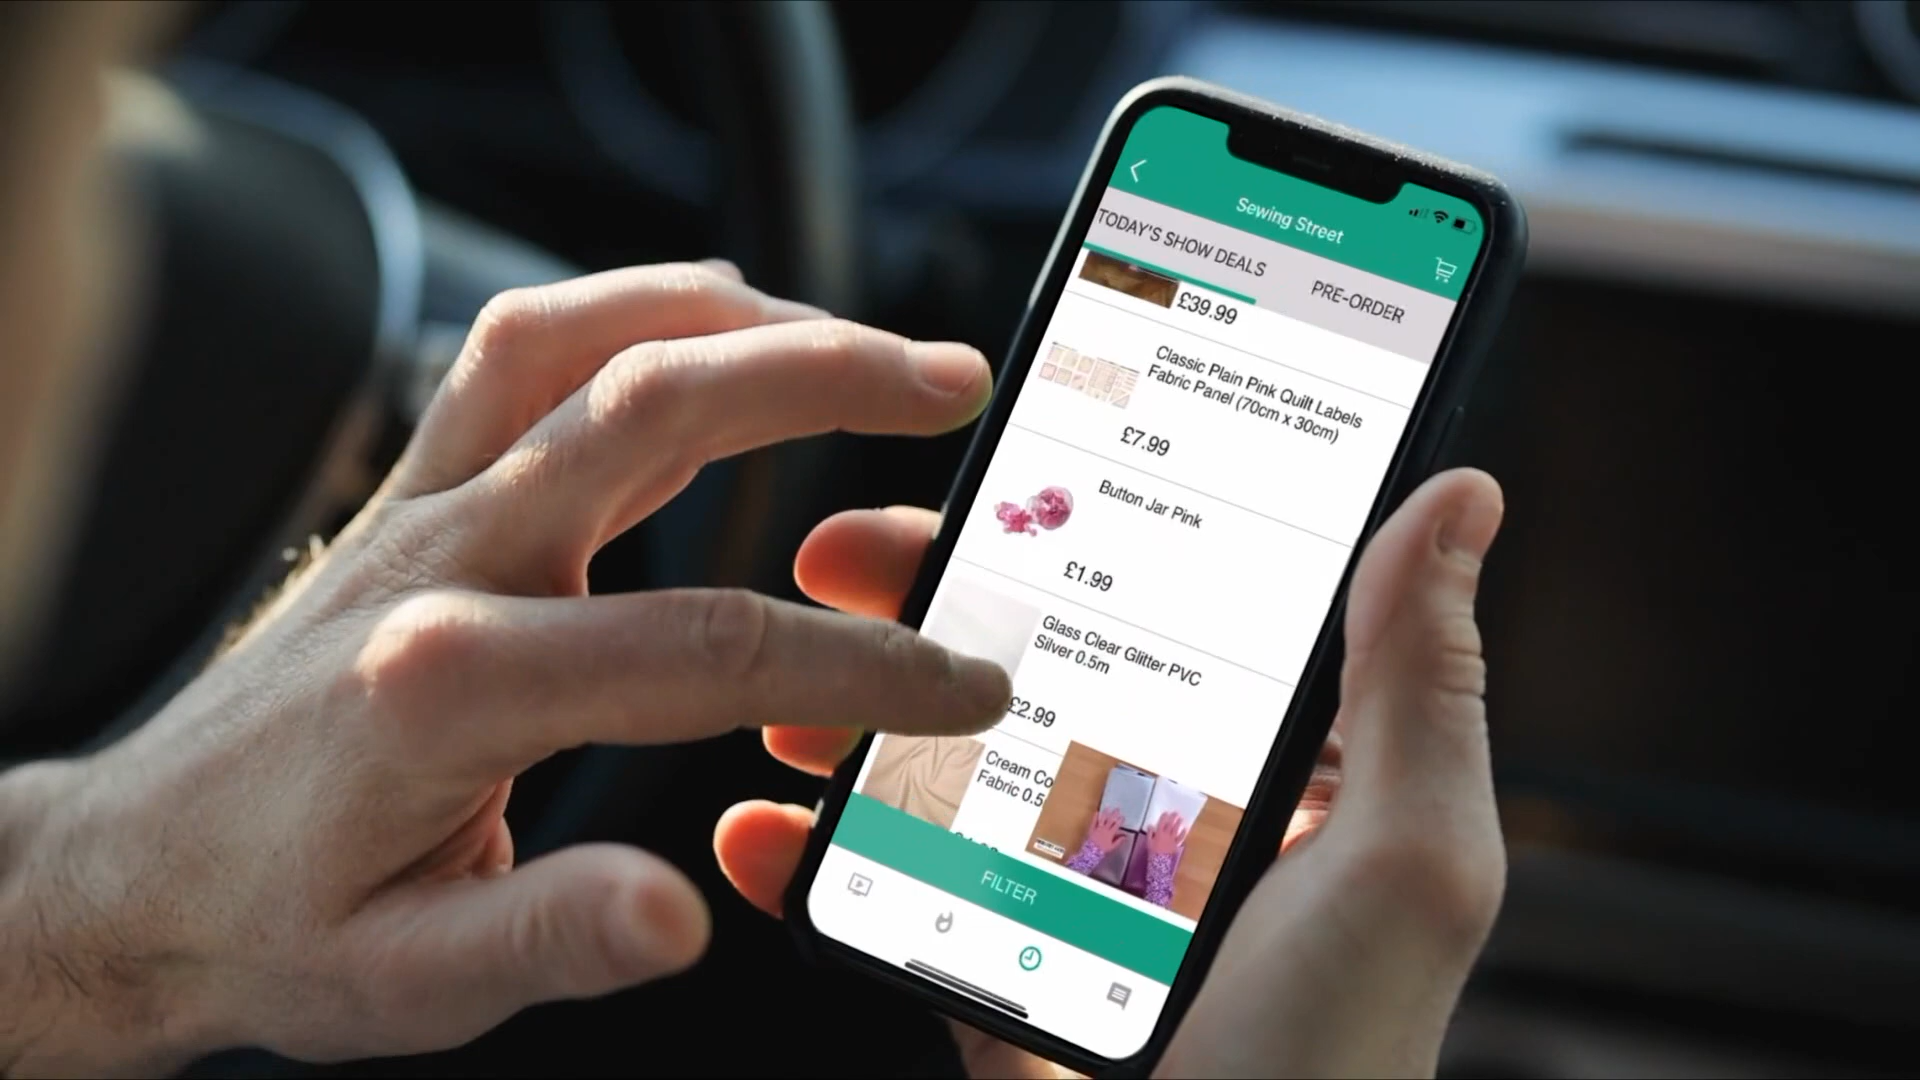 Sewing Street
TODAY'S SHOW DEALS
PRE-ORDER
£39.99
Classic Plain Pink Quilt Labels
Fabric Panel (70cm x 30cm)
£7.99
Button Jar Pink
£1.99
Glass Clear Glitter PVC
Silver 0.5m
£2.99
Cream Co
Fabric 0.5
FILTER